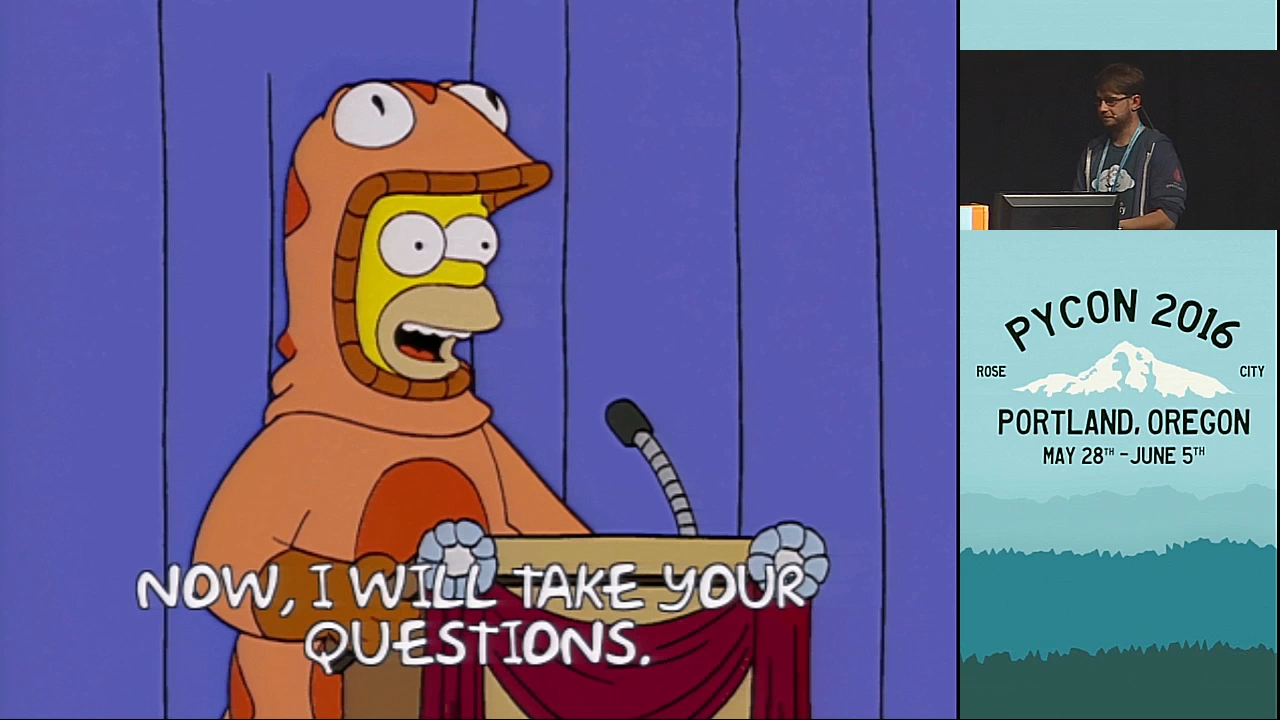 NOW, I WILL TAKE YOUR
QUESTIONS.
PYCON 2016
ROSE CITY
PORTLAND, OREGON
MAY 28TH - JUNE 5TH